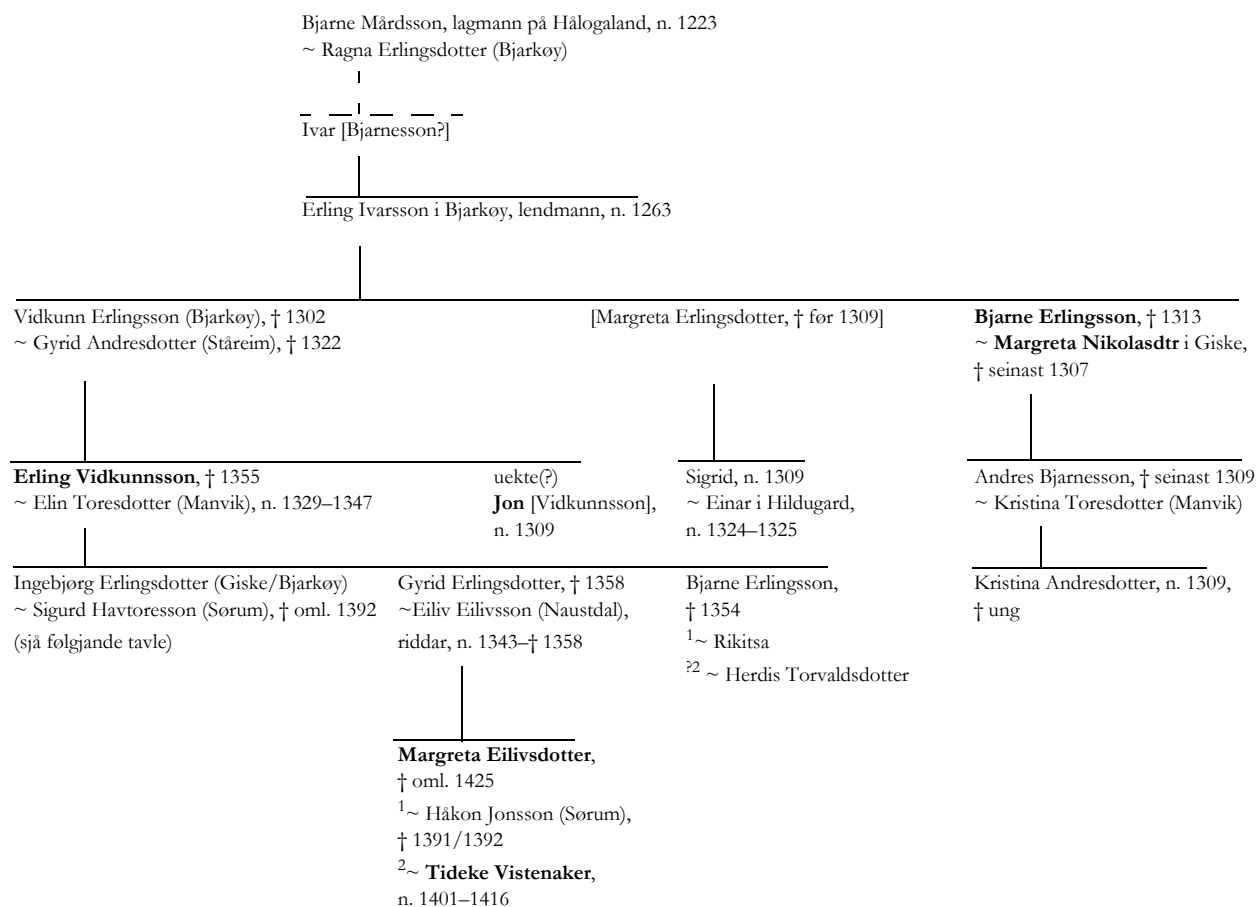 Bjarne Mårdsson, lagmann på Hålogaland, n. 1223
~ Ragna Erlingsdotter (Bjarkøy)
Ivar [Bjarnesson?]
Erling Ivarsson i Bjarkøy, lendmann, n. 1263
Vidkunn Erlingsson (Bjarkøy), † 1302
~ Gyrid Andresdotter (Ståreim), † 1322
[Margreta Erlingsdotter, † før 1309]
Bjarne Erlingsson, † 1313
~ Margreta Nikolasdtr i Giske,
† seinast 1307
Erling Vidkunnsson, † 1355
~ Elin Toresdotter (Manvik), n. 1329–1347
uekte(?)
Jon [Vidkunnsson],
n. 1309
Sigrid, n. 1309
~ Einar i Hildugard,
n. 1324–1325
Andres Bjarnesson, † seinast 1309
~ Kristina Toresdotter (Manvik)
Ingebjørg Erlingsdotter (Giske/Bjarkøy)
~ Sigurd Havtoresson (Sørum), † oml. 1392
(sjå følgjande tavle)
Gyrid Erlingsdotter, † 1358
~Eiliv Eilivsson (Naustdal),
riddar, n. 1343–† 1358
Bjarne Erlingsson,
† 1354
1~ Rikitsa
?2 ~ Herdis Torvaldsdotter
Kristina Andresdotter, n. 1309,
† ung
Margreta Eilivsdotter,
† oml. 1425
1~ Håkon Jonsson (Sørum),
† 1391/1392
2~ Tideke Vistenaker,
n. 1401–1416